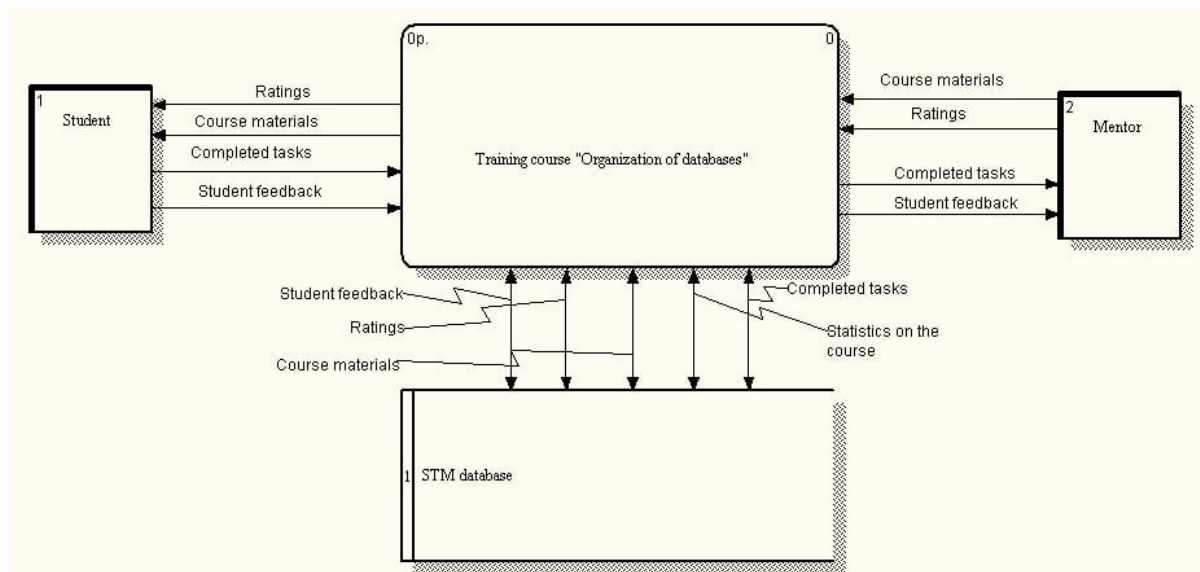 0p.
0
1
Student
Ratings
Course materials
Completed tasks
Student feedback
Training course "Organization of databases"
Course materials
Ratings
2
Mentor
Completed tasks
Student feedback
Student feedback
Ratings
Course materials
Completed tasks
Statistics on the
course
1
STM database